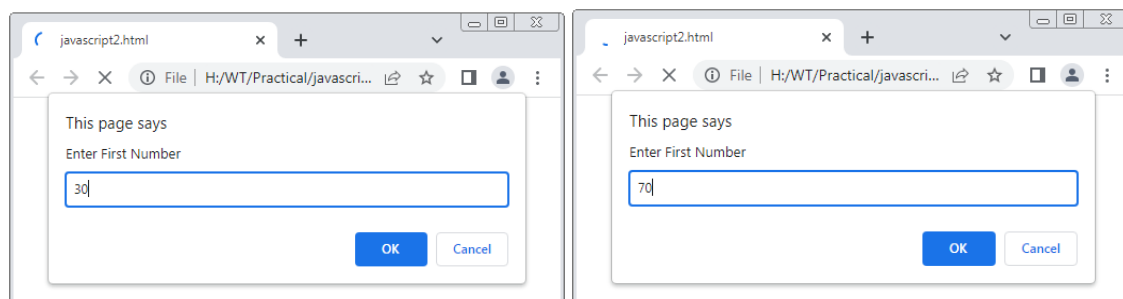 javascript2.html
File | H:/WT/Practical/javascri...
This page says
Enter First Number
30
OK Cancel
javascript2.html
File | H:/WT/Practical/javascri...
This page says
Enter First Number
70
OK Cancel